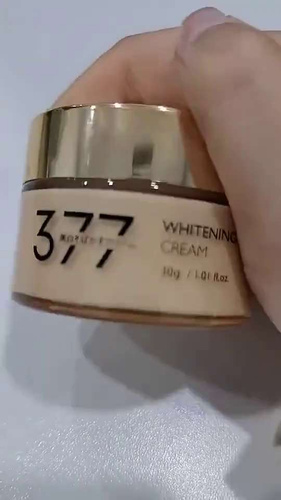 377
WHITENING
CREAM
30g / 1.01 fl.oz